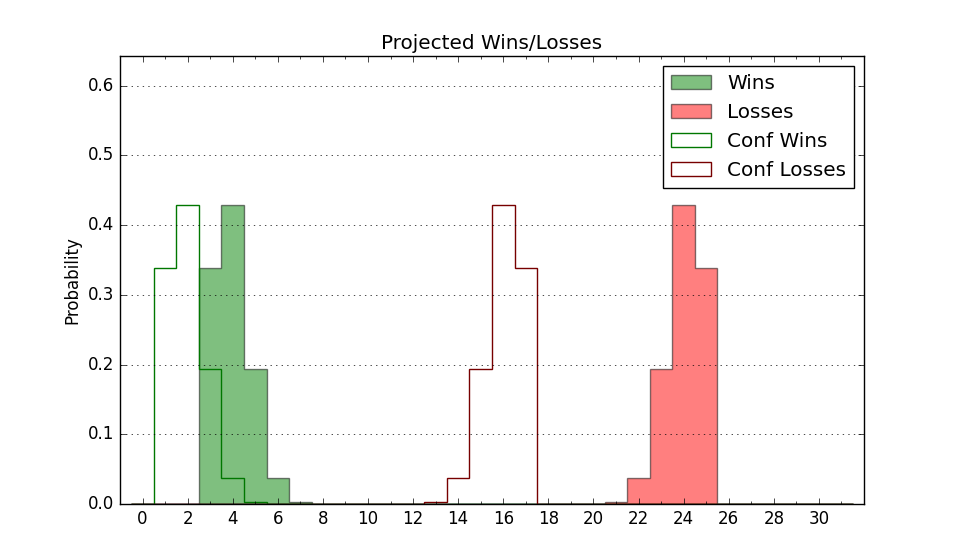 Projected Wins/Losses
Wins
Losses
Conf Wins
Conf Losses
Probability
0.6
0.5
0.4
0.3
0.2
0.1
0.0
0 2 4 6 8 10 12 14 16 18 20 22 24 26 28 30